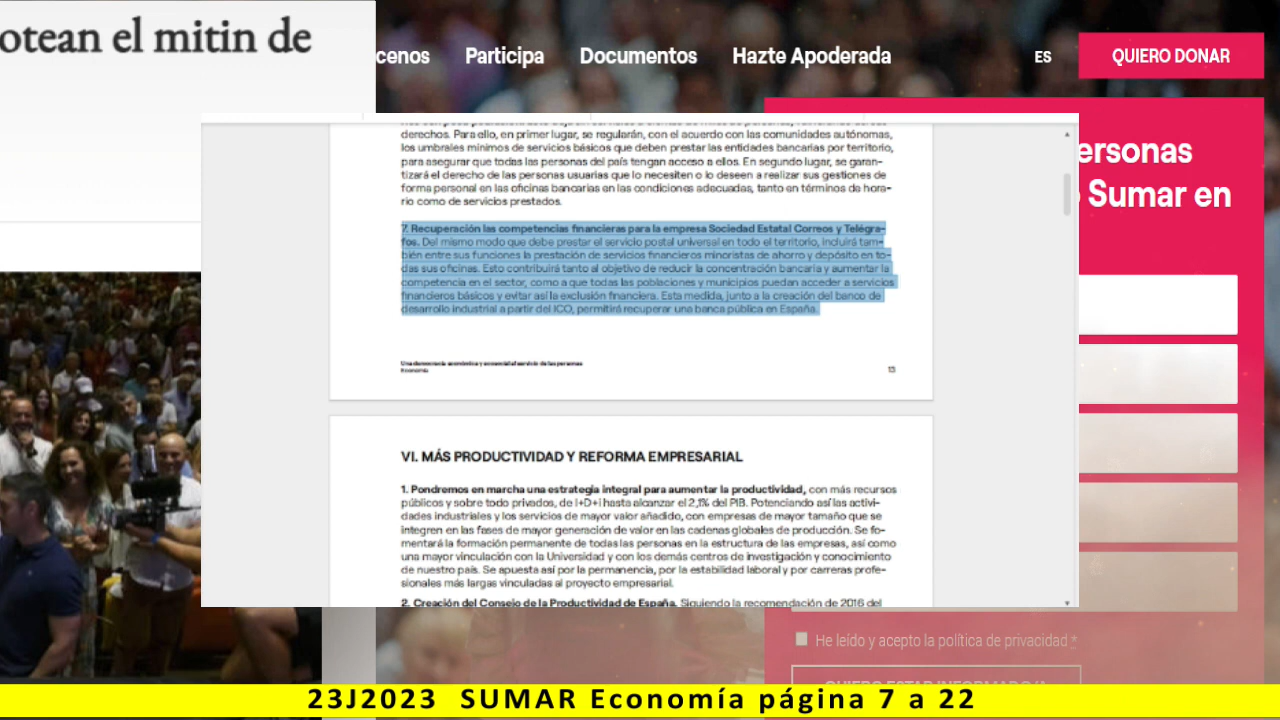 otean el mitin de
cenos Participa Documentos Hazte Apoderada ES QUIERO DONAR
ersonas
Sumar en
derechos. Para ello, en primer lugar, se regularán, con el acuerdo con las comunidades autónomas,
los umbrales mínimos de servicios básicos que deben prestar las entidades bancarias por territorio,
para asegurar que todas las personas del país tengan acceso a ellos. En segundo lugar, se garan-
tizará el derecho de las personas usuarias que lo necesiten o lo deseen a realizar sus gestiones de
forma personal en las oficinas bancarias en las condiciones adecuadas, tanto en términos de hora-
rio como de servicios prestados.
7. Recuperación las competencias financieras para la empresa Sociedad Estatal Correos y Telégra-
fos. Del mismo modo que debe prestar el servicio postal universal en todo el territorio, incluirá tam-
bién entre sus funciones la prestación de servicios financieros minoristas de ahorro y depósito en to-
das sus oficinas. Esto contribuirá tanto al objetivo de reducir la concentración bancaria y aumentar la
competencia en el sector, como a que todas las poblaciones y municipios puedan acceder a servicios
financieros básicos y evitar así la exclusión financiera. Esta medida, junto a la creación del banco de
desarrollo industrial a partir del ICO, permitirá recuperar una banca pública en España.
Una democracia económica y ecosocial al servicio de las personas
Economía 13
VI. MÁS PRODUCTIVIDAD Y REFORMA EMPRESARIAL
1. Pondremos en marcha una estrategia integral para aumentar la productividad, con más recursos
públicos y sobre todo privados, de I+D+i hasta alcanzar el 2,1% del PIB. Potenciando así las activi-
dades industriales y los servicios de mayor valor añadido, con empresas de mayor tamaño que se
integren en las fases de mayor generación de valor en las cadenas globales de producción. Se fo-
mentará la formación permanente de todas las personas en la estructura de las empresas, así como
una mayor vinculación con la Universidad y con los demás centros de investigación y conocimiento
de nuestro país. Se apuesta así por la permanencia, por la estabilidad laboral y por carreras profe-
sionales más largas vinculadas al proyecto empresarial.
2. Creación del Consejo de la Productividad de España. Siguiendo la recomendación de 2016 del
He leído y acepto la política de privacidad *
23J2023 SUMAR Economía página 7 a 22